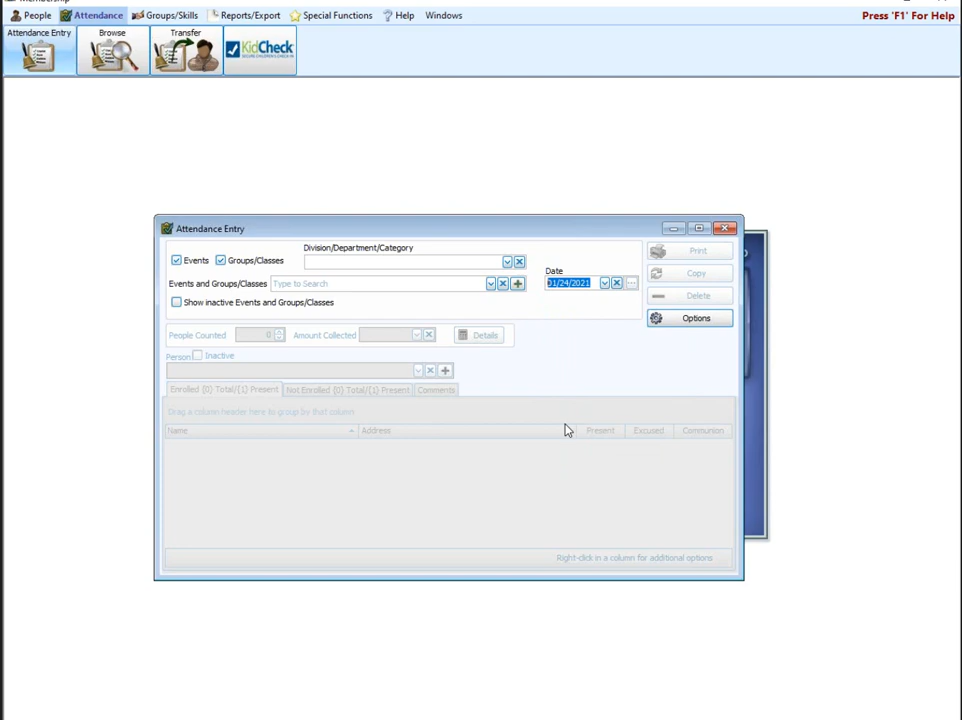 People Attendance Groups/Skills Reports/Export Special Functions Help Windows Press 'F1' For Help
Attendance Entry Browse Transfer
KidCheck
Attendance Entry
Division/Department/Category
Events Groups/Classes
Print
Date
Copy
Events and Groups/Classes Type to Search 01/24/2021
Delete
Show inactive Events and Groups/Classes
Options
People Counted 0 Amount Collected Details
Person Inactive
Enrolled (0) Total/(1) Present Not Enrolled (0) Total/(1) Present Comments
Drag a column header here to group by that column
Name Address Present Excused Communion
Right-click in a column for additional options